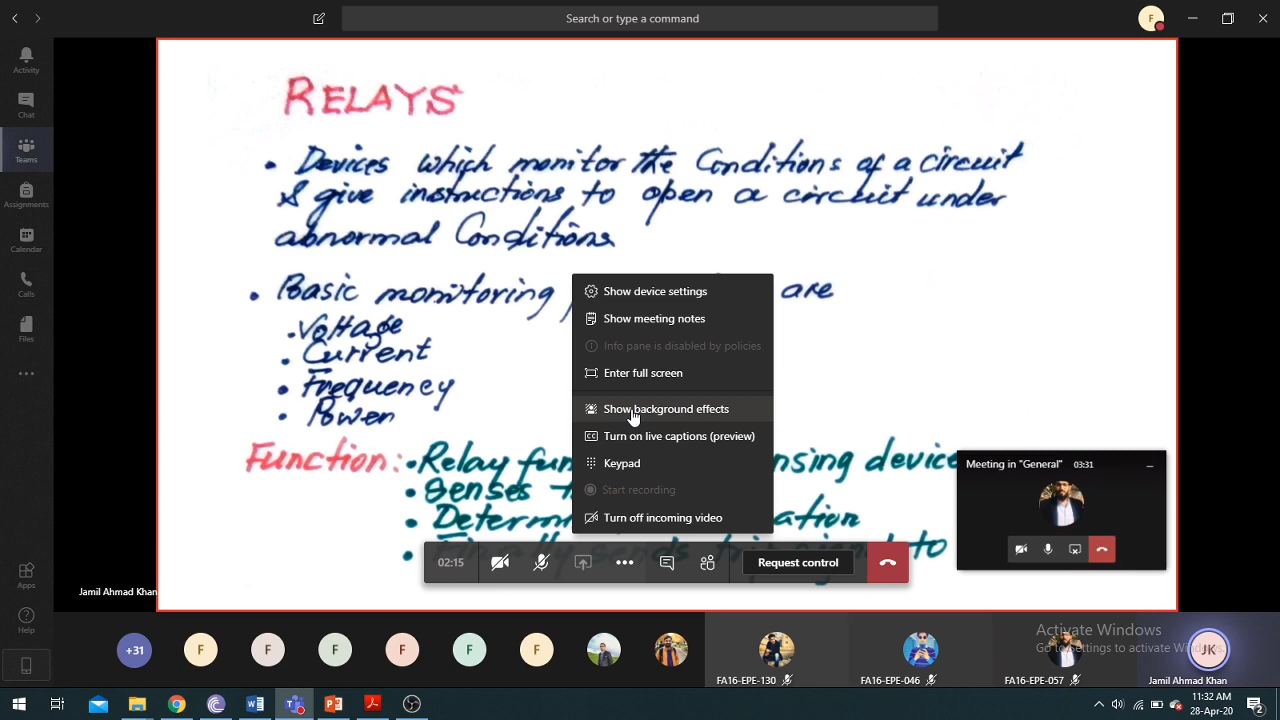 Search or type a command
F
Activity
Chat
Teams
Assignments
Calendar
Calls
Files
Apps
Help
RELAYS
• Devices which monitor the Conditions of a circuit
& give instructions to open a circuit under
abnormal Conditions
• Basic monitoring are
• Voltage
• Current
• Frequency
• Power
Function: • Relay fun nsing device
• Senses
• Determ ation
to
Show device settings
Show meeting notes
Info pane is disabled by policies
Enter full screen
Show background effects
Turn on live captions (preview)
Keypad
Start recording
Turn off incoming video
Meeting in "General" 03:31
02:15
Request control
Jamil Ahmad Khan
+31
F
F
F
F
F
F
FA16-EE-130
FA16-EE-046
FA16-EE-057
Jamil Ahmad Khan
Activate Windows
Go to Settings to activate Windows.
11:32 AM
28-Apr-20
2